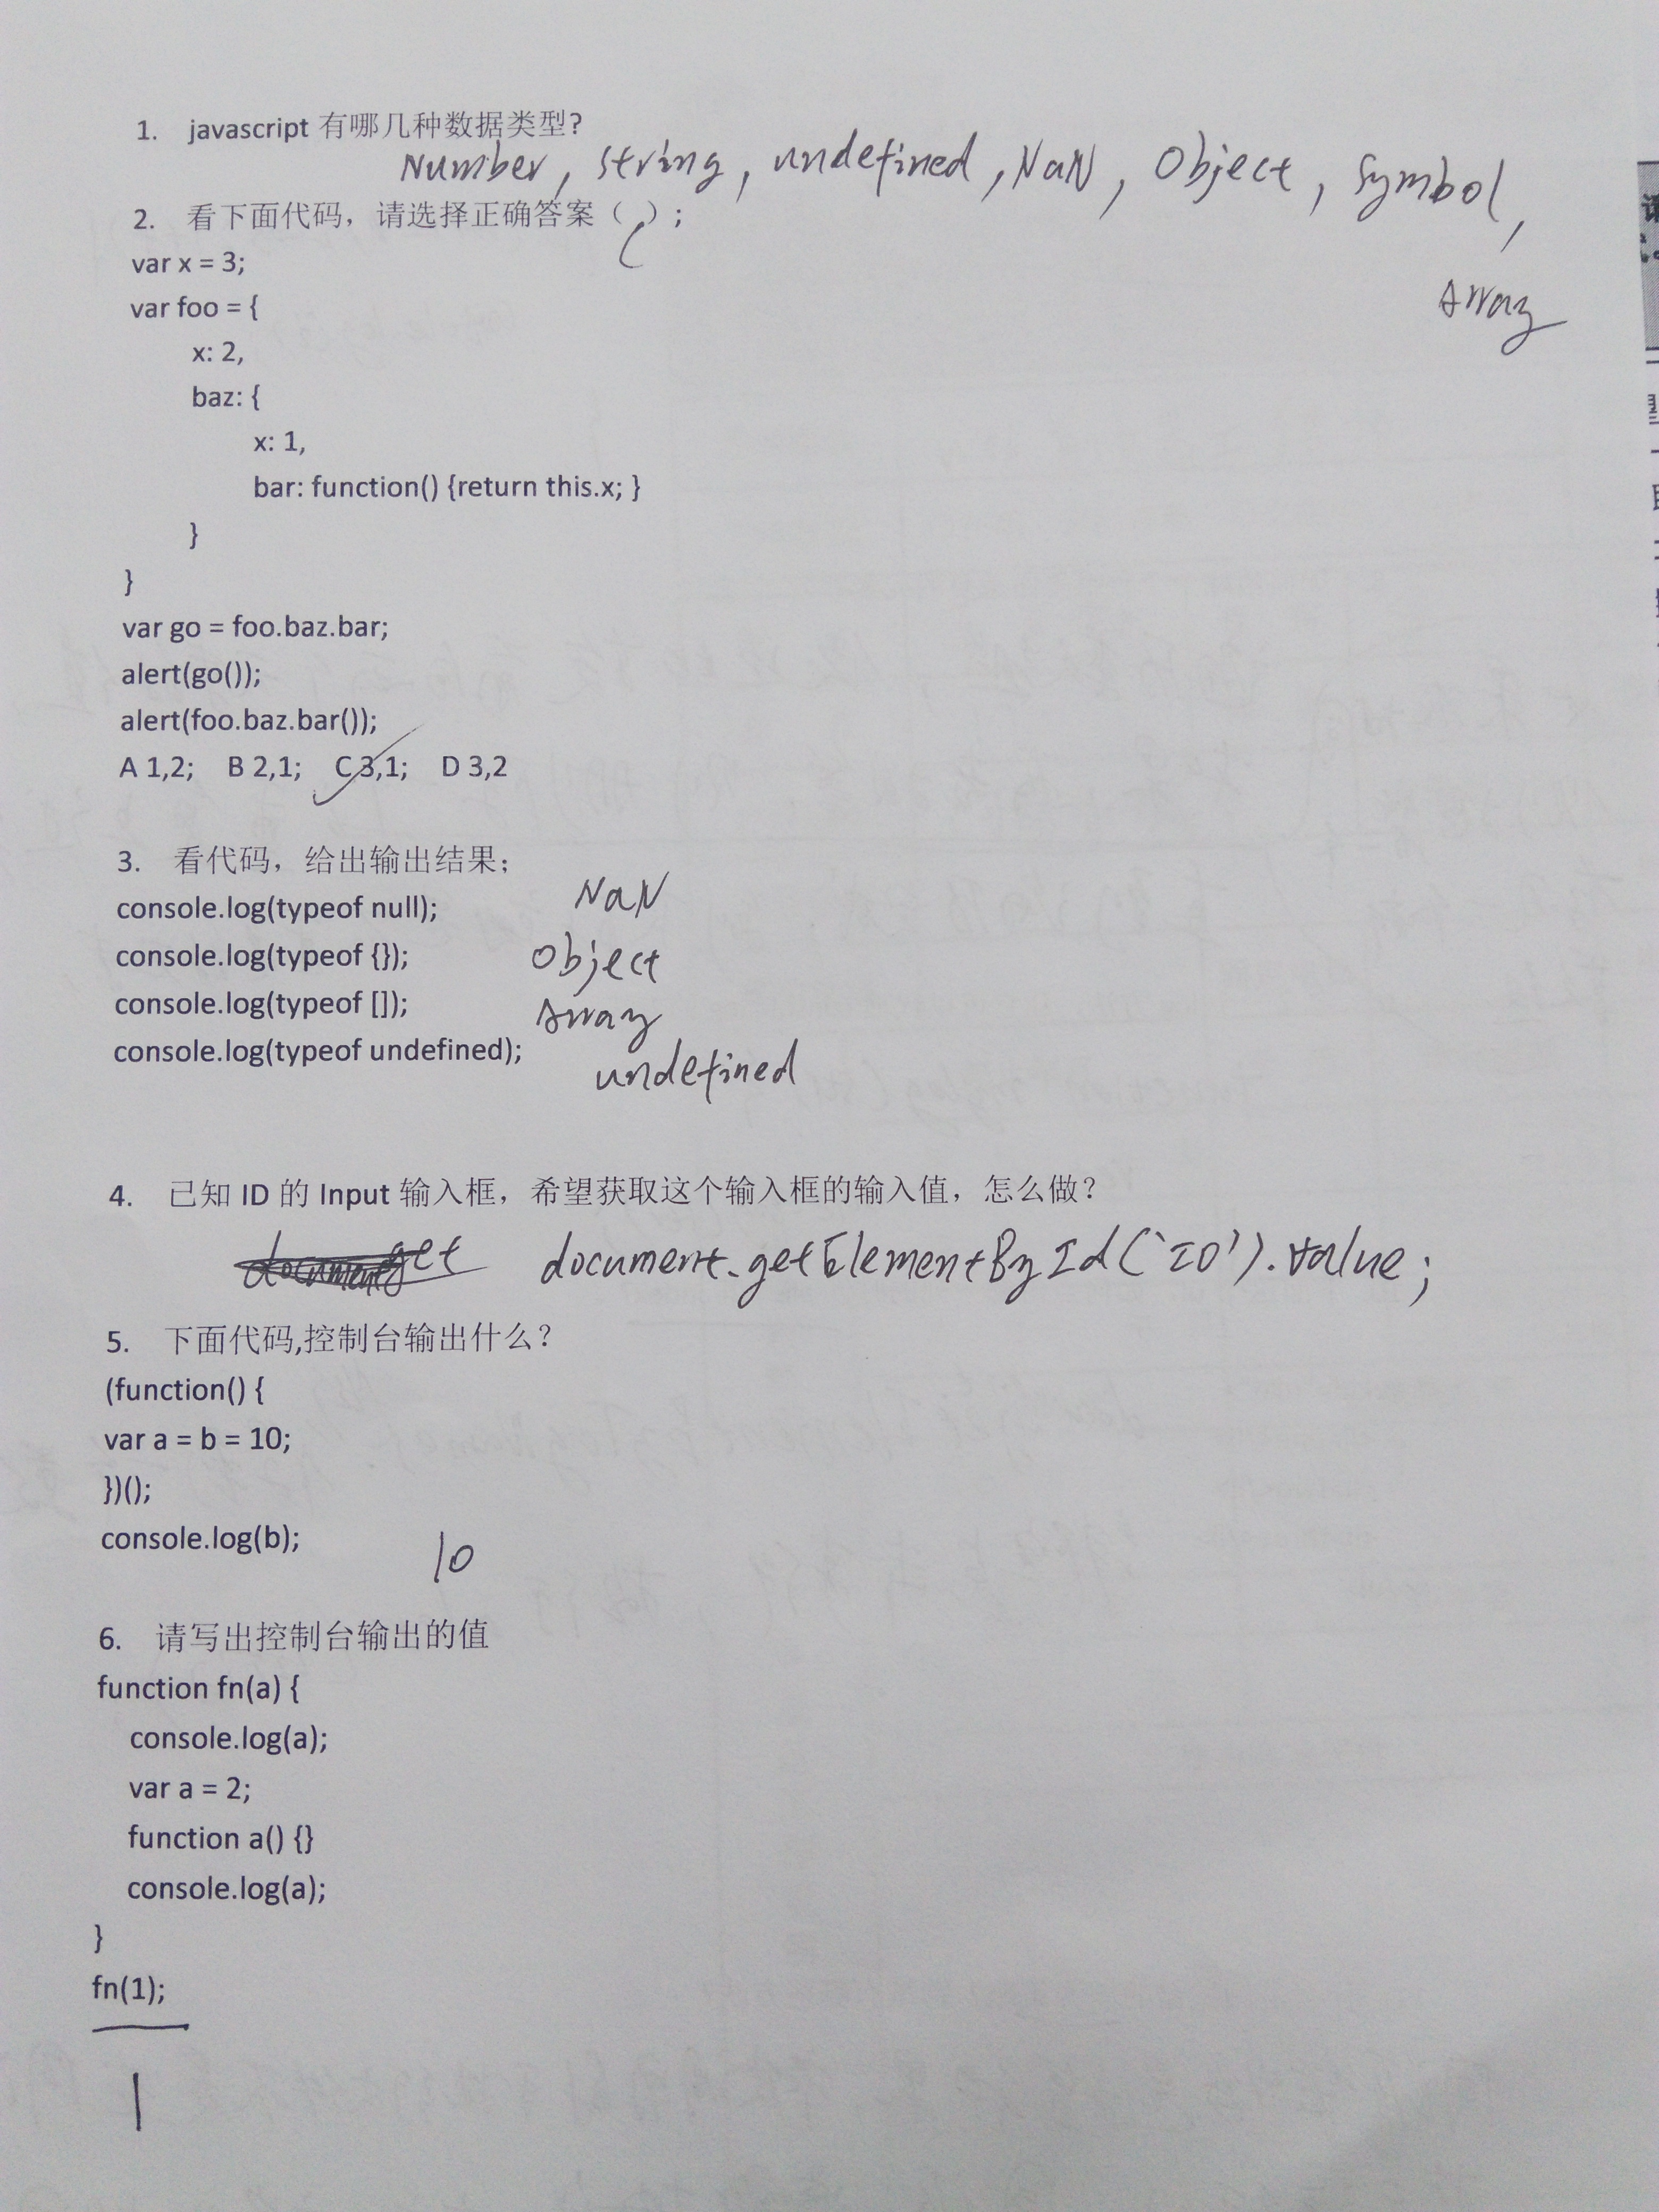 1. javascript 有哪几种数据类型?
Number, string, undefined, NaN, Object, symbol,
Array
2. 看下面代码，请选择正确答案（C）;
var x = 3;
var foo = {
x: 2,
baz: {
x: 1,
bar: function() {return this.x; }
}
}
var go = foo.baz.bar;
alert(go());
alert(foo.baz.bar());
A 1,2; B 2,1; C 3,1; D 3,2
3. 看代码，给出输出结果;
console.log(typeof null); NaN
console.log(typeof {}); Object
console.log(typeof []); Array
console.log(typeof undefined); undefined
4. 已知 ID 的 Input 输入框，希望获取这个输入框的输入值，怎么做?
document.getElementById('ID').value;
5. 下面代码,控制台输出什么?
(function() {
var a = b = 10;
})();
console.log(b); 10
6. 请写出控制台输出的值
function fn(a) {
console.log(a);
var a = 2;
function a() {}
console.log(a);
}
fn(1);
1